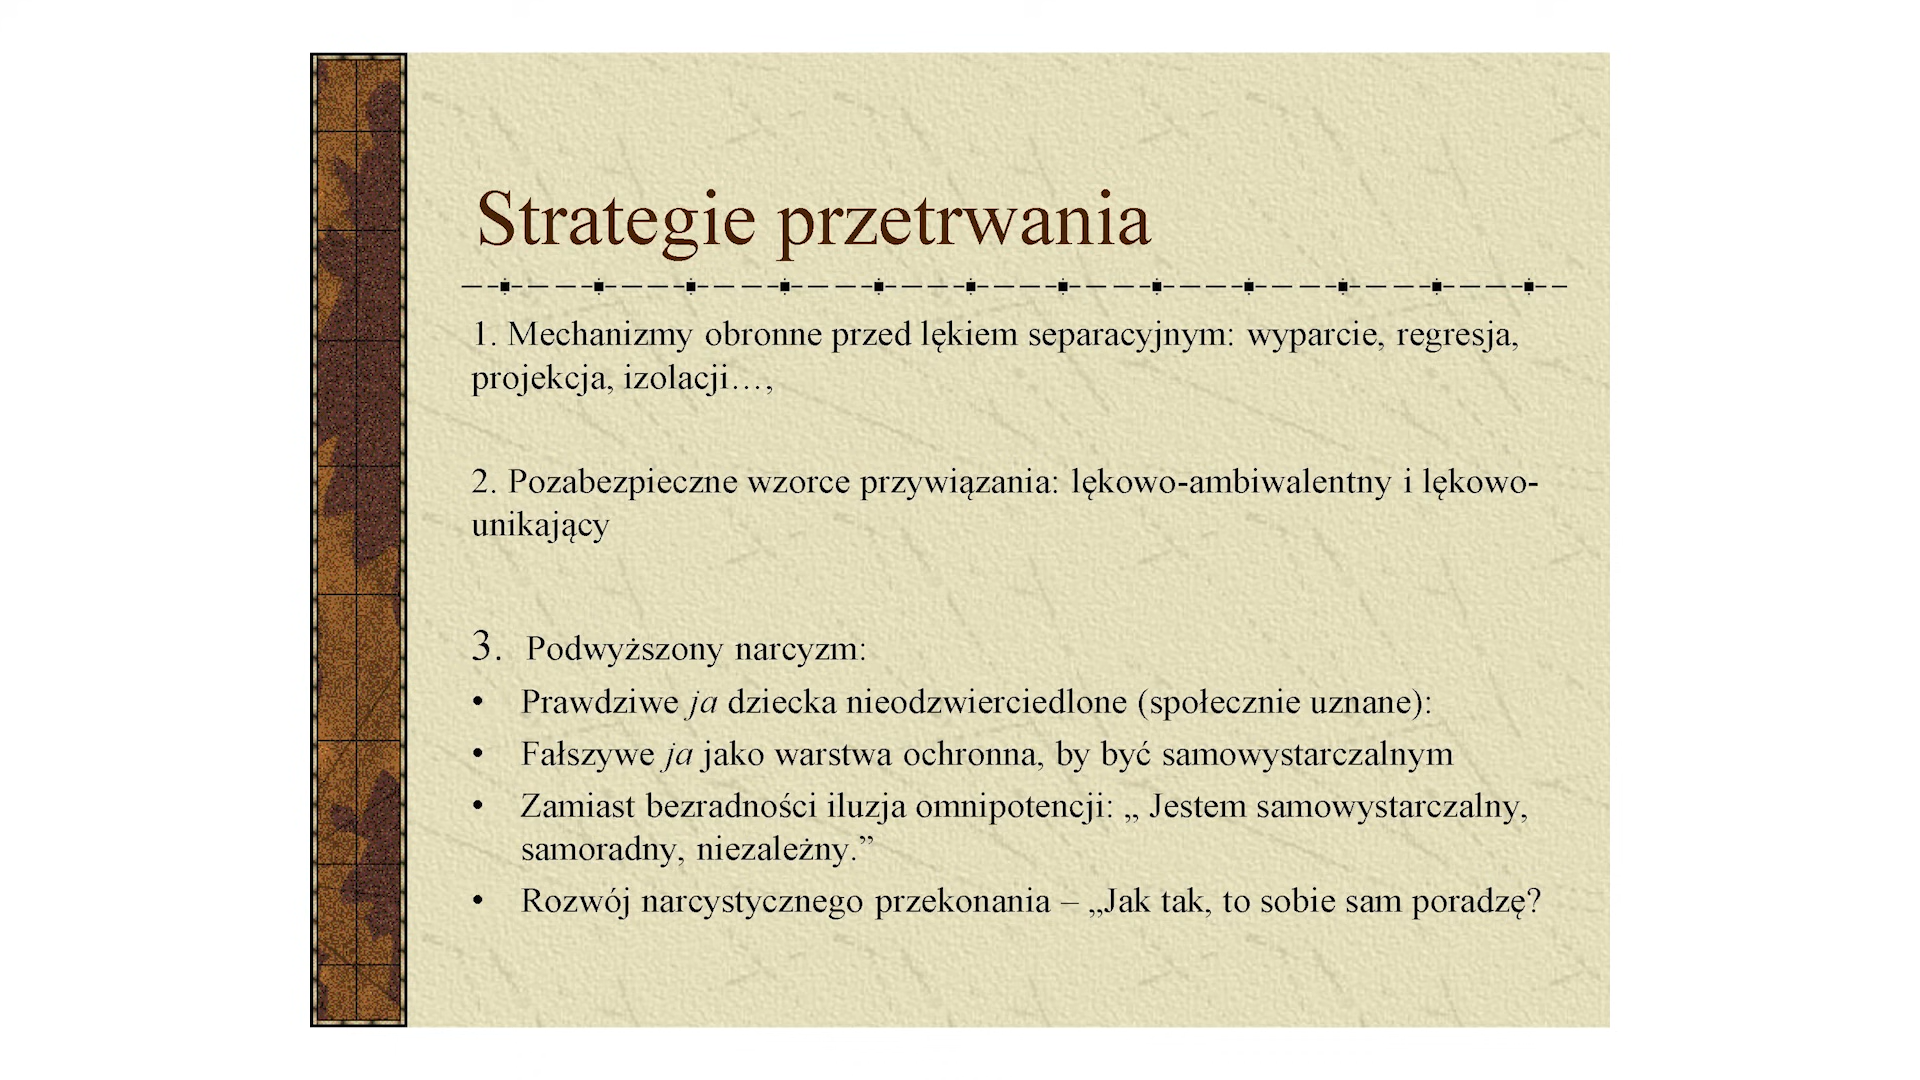 Strategie przetrwania
1. Mechanizmy obronne przed lękiem separacyjnym: wyparcie, regresja,
projekcja, izolacji…,
2. Pozabezpieczne wzorce przywiązania: lękowo-ambiwalentny i lękowo-
unikający
3. Podwyższony narcyzm:
• Prawdziwe ja dziecka nieodzwierciedlone (społecznie uznane):
• Fałszywe ja jako warstwa ochronna, by być samowystarczalnym
• Zamiast bezradności iluzja omnipotencji: „ Jestem samowystarczalny,
samoradny, niezależny.”
• Rozwój narcystycznego przekonania – „Jak tak, to sobie sam poradzę?